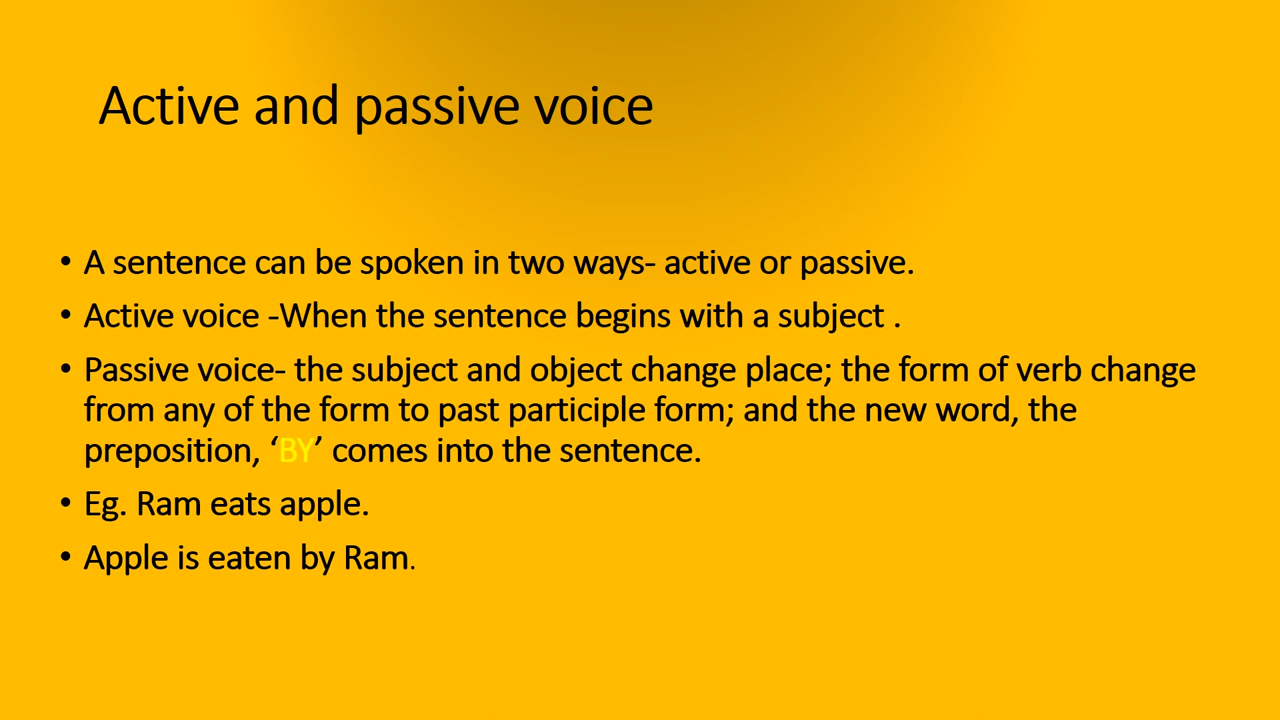 Active and passive voice
• A sentence can be spoken in two ways- active or passive.
• Active voice -When the sentence begins with a subject .
• Passive voice- the subject and object change place; the form of verb change
from any of the form to past participle form; and the new word, the
preposition, ‘BY’ comes into the sentence.
• Eg. Ram eats apple.
• Apple is eaten by Ram.